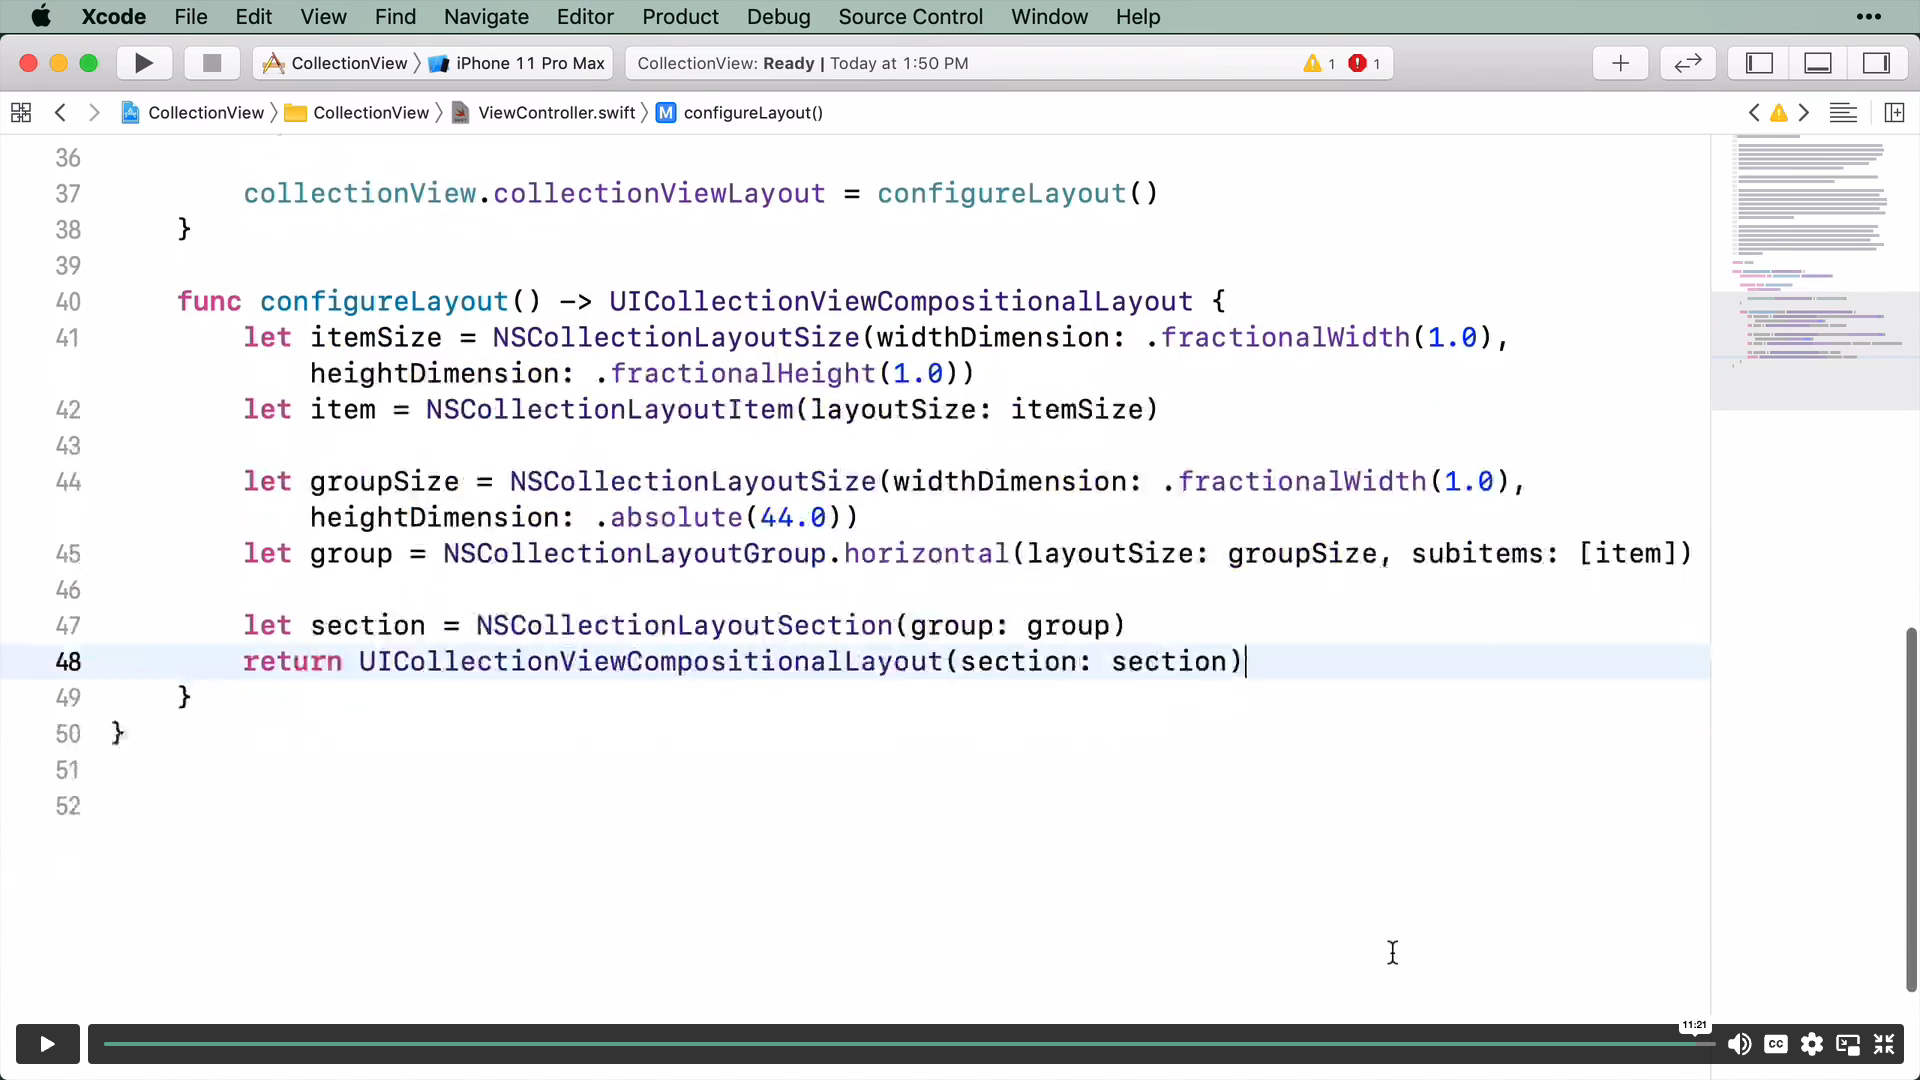 Xcode File Edit View Find Navigate Editor Product Debug Source Control Window Help
CollectionView iPhone 11 Pro Max CollectionView: Ready | Today at 1:50 PM 1 1
CollectionView CollectionView ViewController.swift M configureLayout()
36
37 collectionView.collectionViewLayout = configureLayout()
38 }
39
40 func configureLayout() -> UICollectionViewCompositionalLayout {
41 let itemSize = NSCollectionLayoutSize(widthDimension: .fractionalWidth(1.0),
heightDimension: .fractionalHeight(1.0))
42 let item = NSCollectionLayoutItem(layoutSize: itemSize)
43
44 let groupSize = NSCollectionLayoutSize(widthDimension: .fractionalWidth(1.0),
heightDimension: .absolute(44.0))
45 let group = NSCollectionLayoutGroup.horizontal(layoutSize: groupSize, subitems: [item])
46
47 let section = NSCollectionLayoutSection(group: group)
48 return UICollectionViewCompositionalLayout(section: section)
49 }
50 }
51
52
11:21
CC